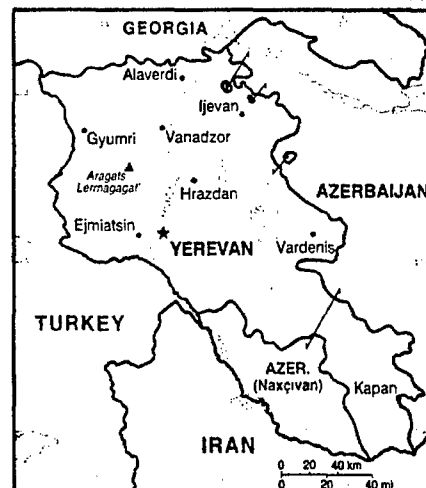 GEORGIA
Alaverdi
Ijevan
Gyumri
Vanadzor
Aragats
Lerrnagagat'
Hrazdan
AZERBAIJAN
Ejmiatsin
YEREVAN
Vardenis
TURKEY
AZER.
(Naxçıvan)
Kapan
IRAN
0 20 40 km
0 20 40 mi